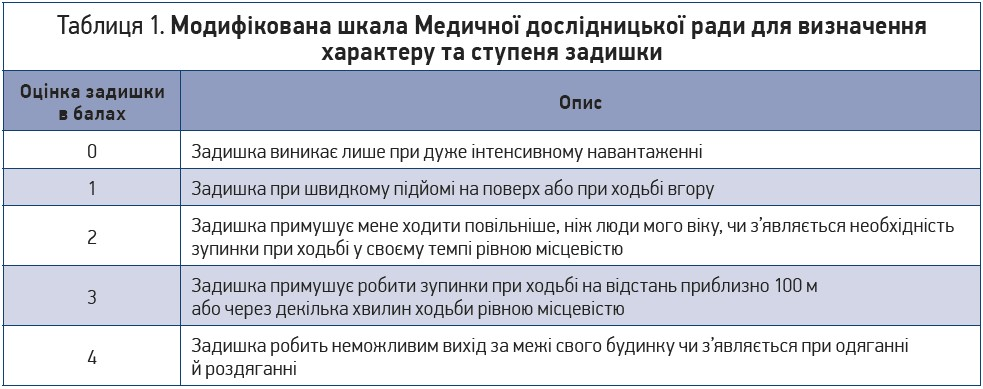 Таблиця 1. Модифікована шкала Медичної дослідницької ради для визначення
характеру та ступеня задишки
Оцінка задишки
в балах
Опис
0
Задишка виникає лише при дуже інтенсивному навантаженні
1
Задишка при швидкому підйомі на поверх або при ходьбі вгору
2
Задишка примушує мене ходити повільніше, ніж люди мого віку, чи з’являється необхідність
зупинки при ходьбі у своєму темпі рівною місцевістю
3
Задишка примушує робити зупинки при ходьбі на відстань приблизно 100 м
або через декілька хвилин ходьби рівною місцевістю
4
Задишка робить неможливим вихід за межі свого будинку чи з’являється при одяганні
й роздяганні